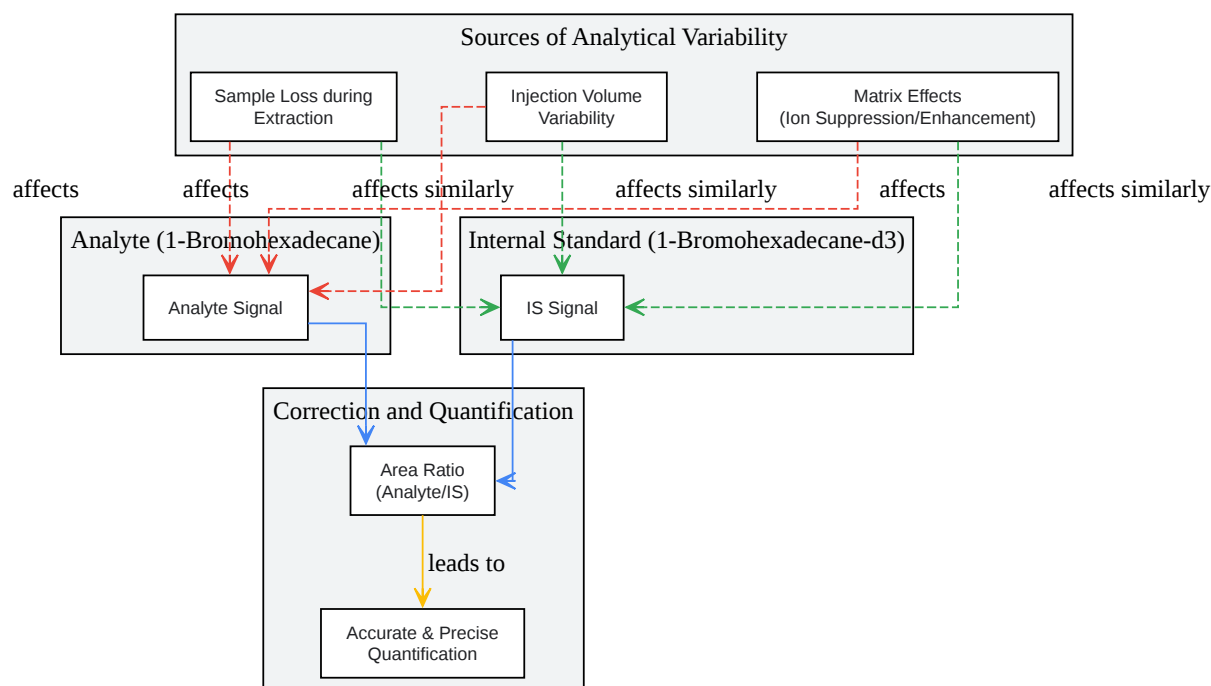 Sources of Analytical Variability
Sample Loss during
Extraction
Injection Volume
Variability
Matrix Effects
(Ion Suppression/Enhancement)
affects
affects
affects similarly
affects similarly
affects
affects similarly
Analyte (1-Bromohexadecane)
Internal Standard (1-Bromohexadecane-d3)
Analyte Signal
IS Signal
Correction and Quantification
Area Ratio
(Analyte/IS)
leads to
Accurate & Precise
Quantification